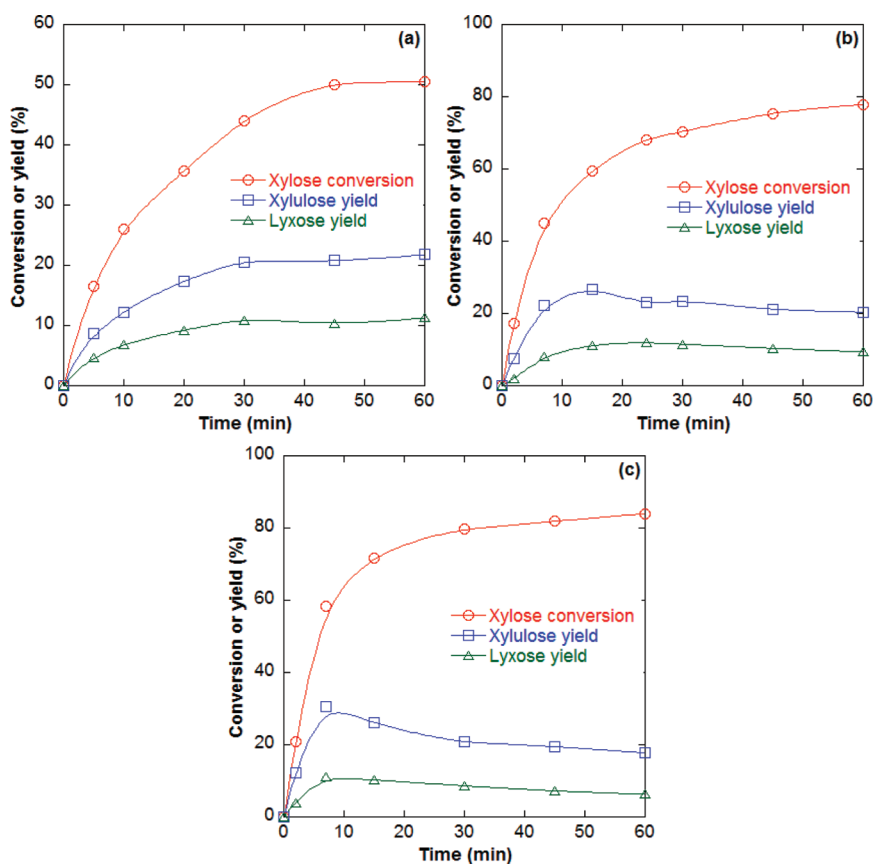 (a)
Conversion or yield (%)
60
50
40
30
20
10
0
Xylose conversion
Xylulose yield
Lyxose yield
0 10 20 30 40 50 60
Time (min)
(b)
Conversion or yield (%)
100
80
60
40
20
0
Xylose conversion
Xylulose yield
Lyxose yield
0 10 20 30 40 50 60
Time (min)
(c)
Conversion or yield (%)
100
80
60
40
20
0
Xylose conversion
Xylulose yield
Lyxose yield
0 10 20 30 40 50 60
Time (min)